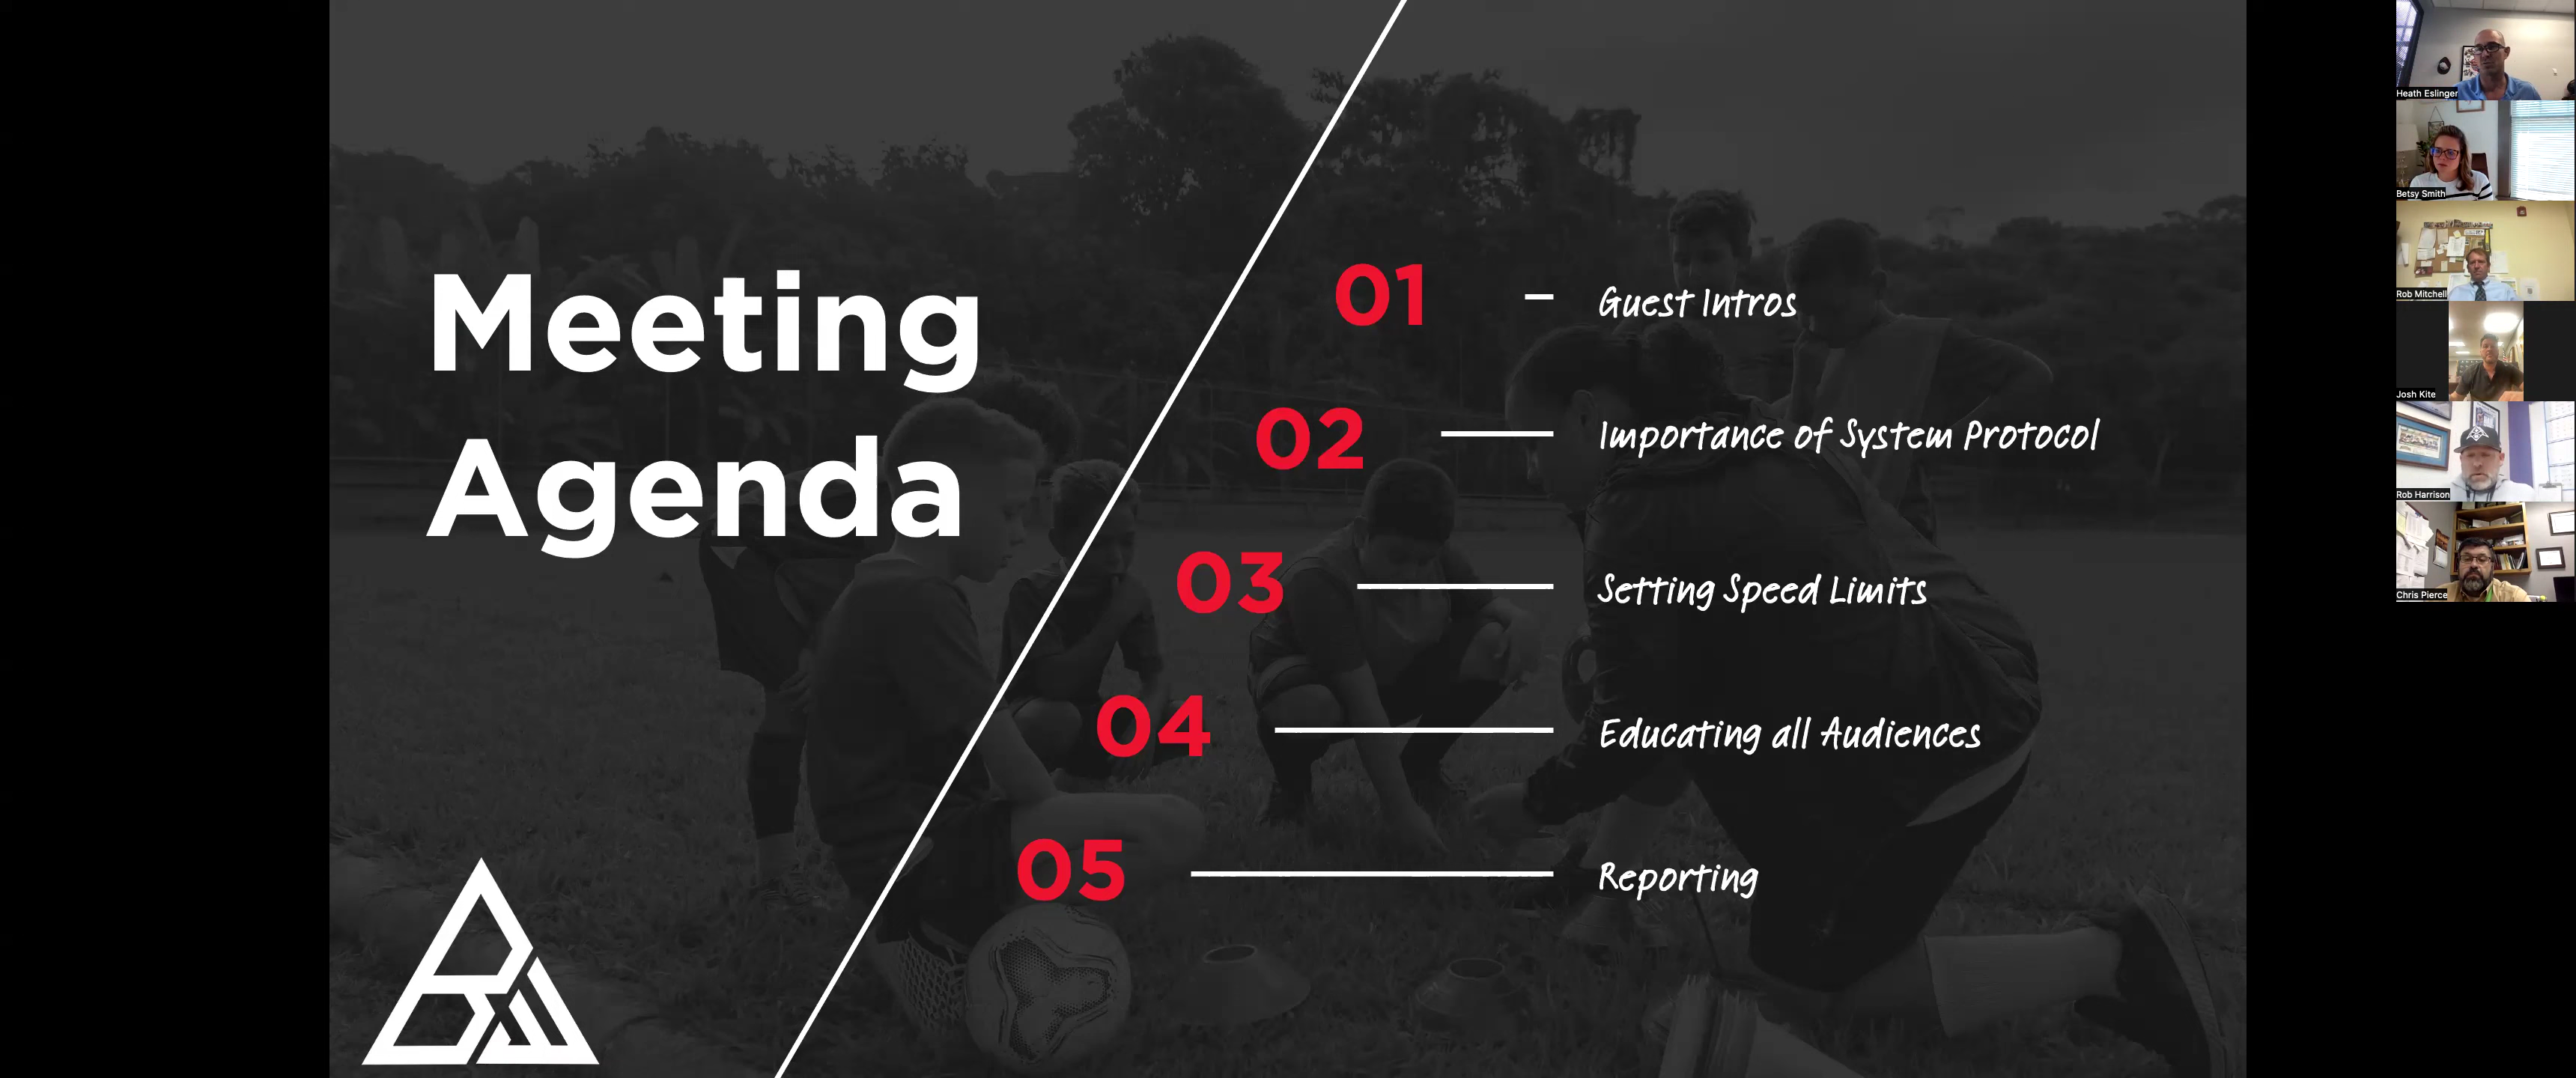 Meeting
Agenda
01 Guest Intros
02 Importance of System Protocol
03 Setting Speed Limits
04 Educating all Audiences
05 Reporting
Heath Eslinger
Betsy Smith
Rob Mitchell
Josh Kite
Rob Harrison
Chris Pierce